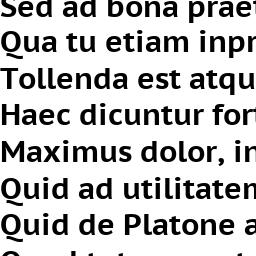 Sed ad bona praet
Qua tu etiam inpr
Tollenda est atqu
Haec dicuntur fort
Maximus dolor, in
Quid ad utilitatem
Quid de Platone a